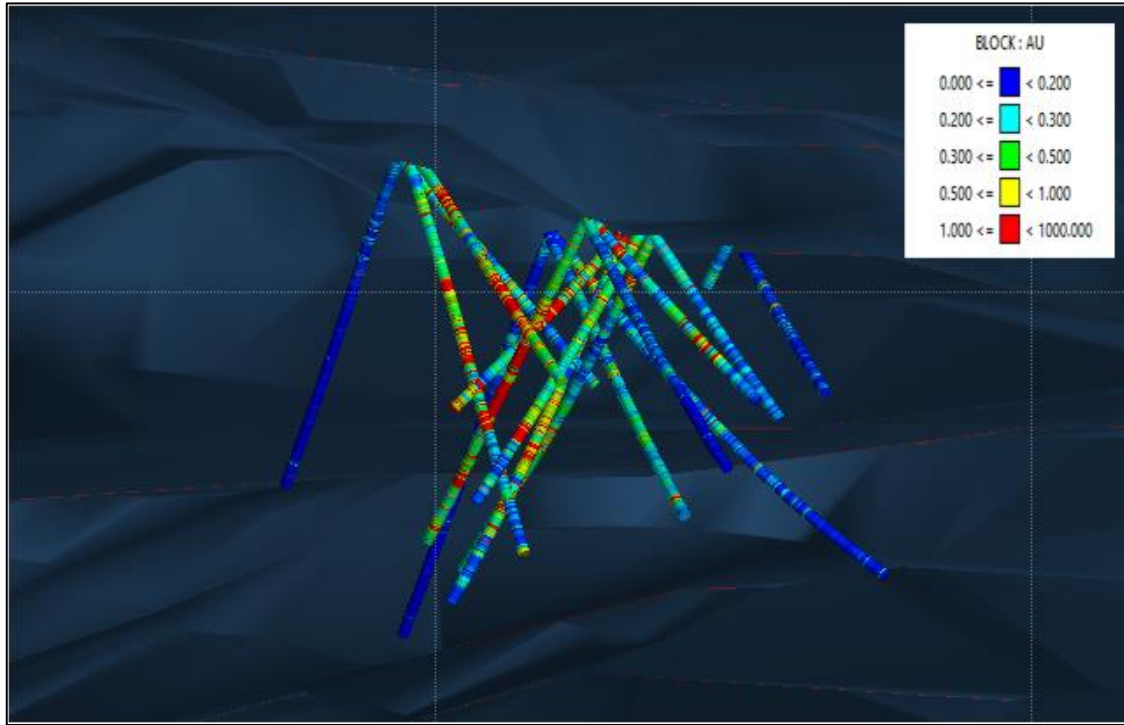 BLOCK : AU
0.000 <= < 0.200
0.200 <= < 0.300
0.300 <= < 0.500
0.500 <= < 1.000
1.000 <= < 1000.000